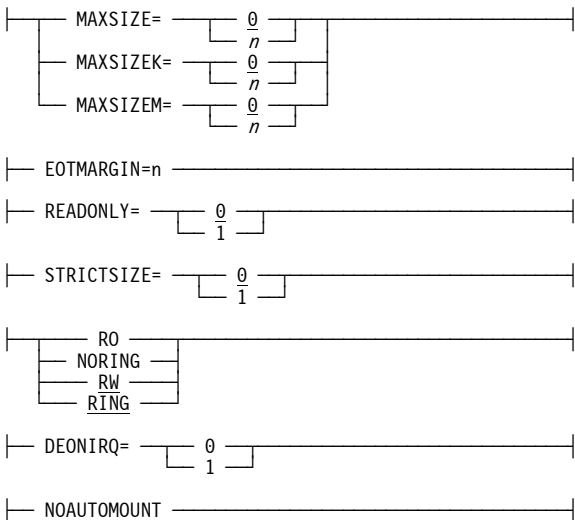 MAXSIZE= 0
n
MAXSIZEK= 0
n
MAXSIZEM= 0
n
EOTMARGIN=n
READONLY= 0
1
STRICTSIZE= 0
1
RO
NORING
RW
RING
DEONIRQ= 0
1
NOAUTOMOUNT